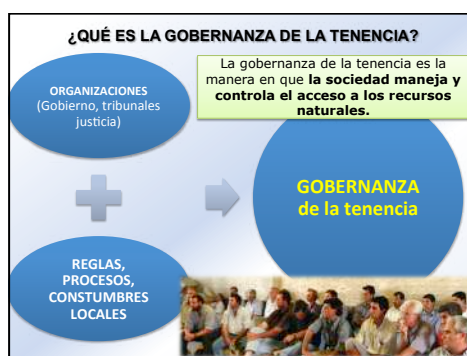 ¿QUÉ ES LA GOBERNANZA DE LA TENENCIA?
La gobernanza de la tenencia es la
manera en que la sociedad maneja y
controla el acceso a los recursos
naturales.
ORGANIZACIONES
(Gobierno, tribunales
justicia)
GOBERNANZA
de la tenencia
REGLAS,
PROCESOS,
CONSTUMBRES
LOCALES